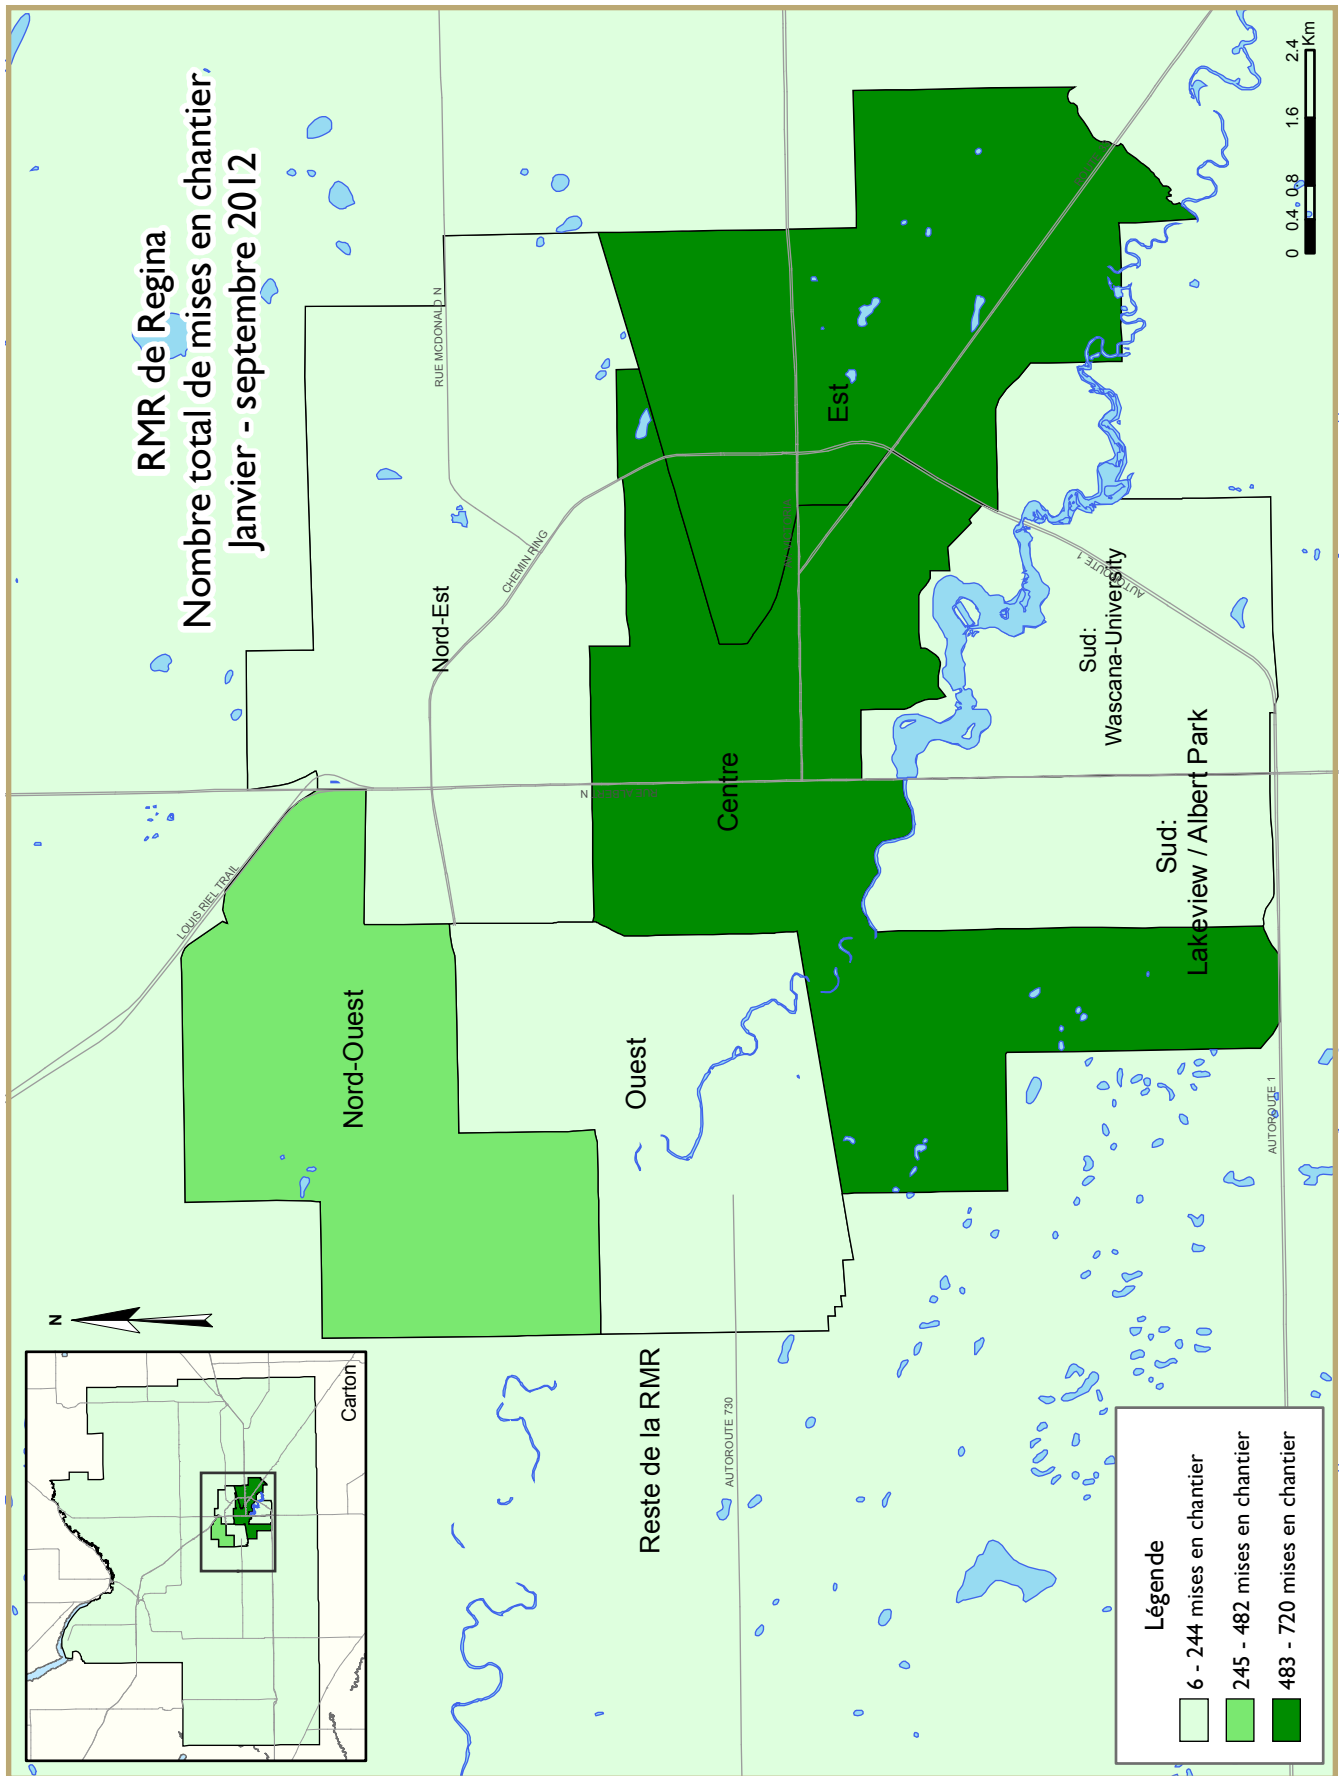 RMR de Regina
Nombre total de mises en chantier
Janvier - septembre 2012
N
Carton
LOUIS RIEL TRAIL
RUE MCDONALD N
CHEMIN RING
Nord-Est
Nord-Ouest
Ouest
Centre
Est
Reste de la RMR
AUTOROUTE 730
Sud:
Wascana-University
Sud:
Lakeview / Albert Park
AUTOROUTE 1
AUTOROUTE 1
Légende
6 - 244 mises en chantier
245 - 482 mises en chantier
483 - 720 mises en chantier
0 0.4 0.8 1.6 2.4
Km